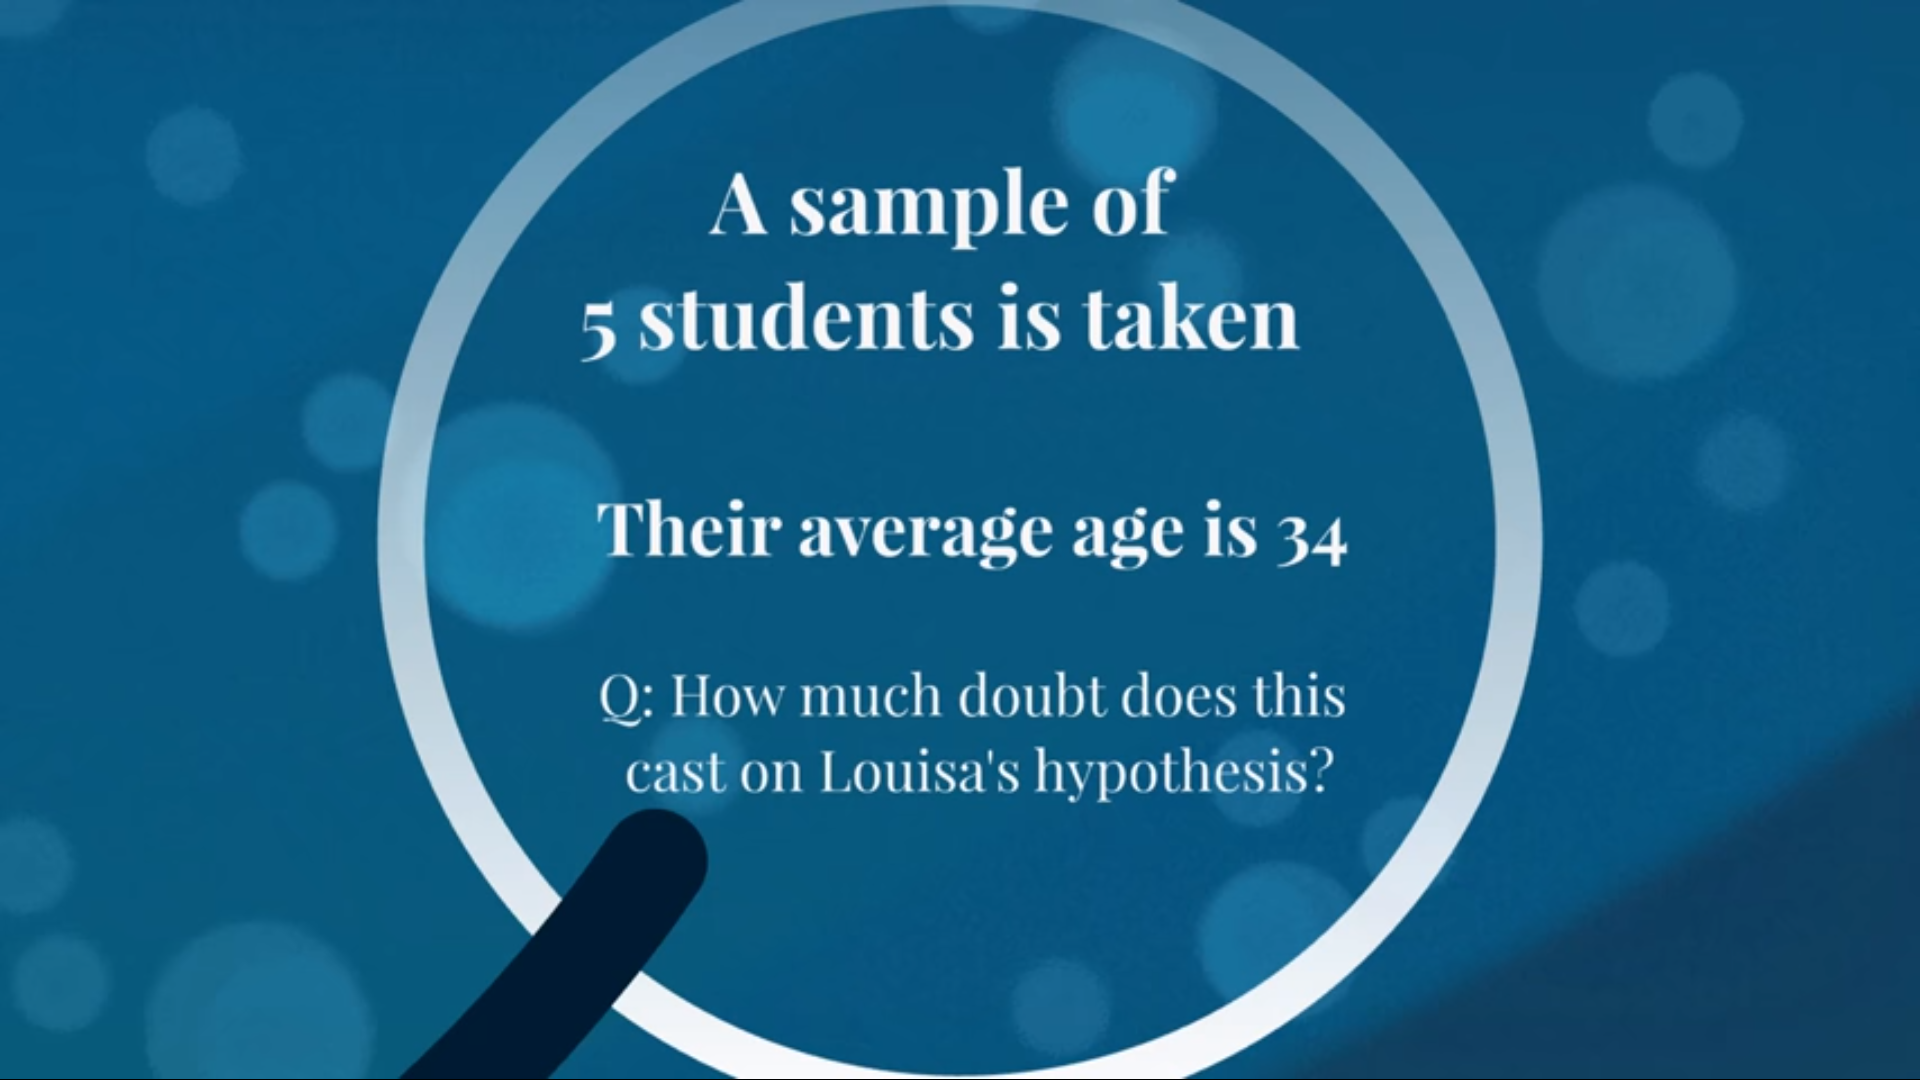 A sample of
5 students is taken
Their average age is 34
Q: How much doubt does this
cast on Louisa's hypothesis?